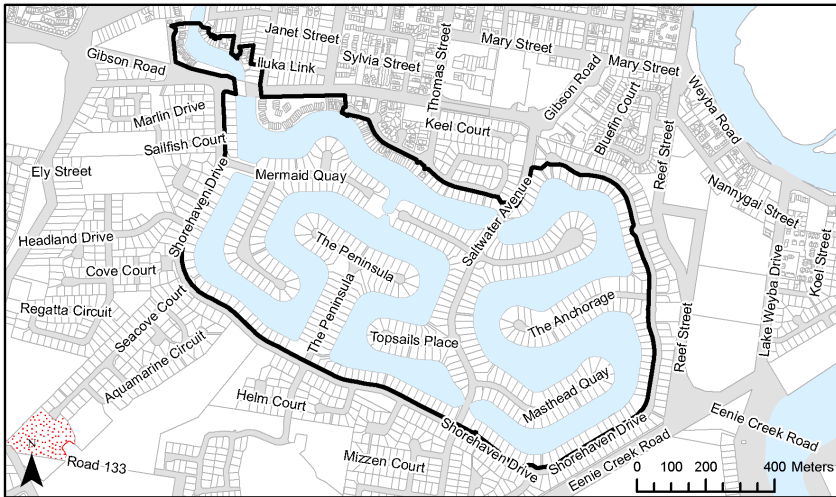 Janet Street
Mary Street
Gibson Road
Iluka Link
Sylvia Street
Thomas Street
Mary Street
Weyba Road
Gibson Road
Bluefin Court
Marlin Drive
Keel Court
Sailfish Court
Reef Street
Ely Street
Mermaid Quay
Shorehaven Drive
Saltwater Avenue
Nannygai Street
Headland Drive
The Peninsula
Koel Street
Lake Weyba Drive
Cove Court
Regatta Circuit
Seacove Court
The Peninsula
The Anchorage
Reef Street
Topsails Place
Aquamarine Circuit
Helm Court
Masthead Quay
Shorehaven Drive
Shorehaven Drive
Eenie Creek Road
Eenie Creek Road
Mizzen Court
N
Road 133
0 100 200 400 Meters